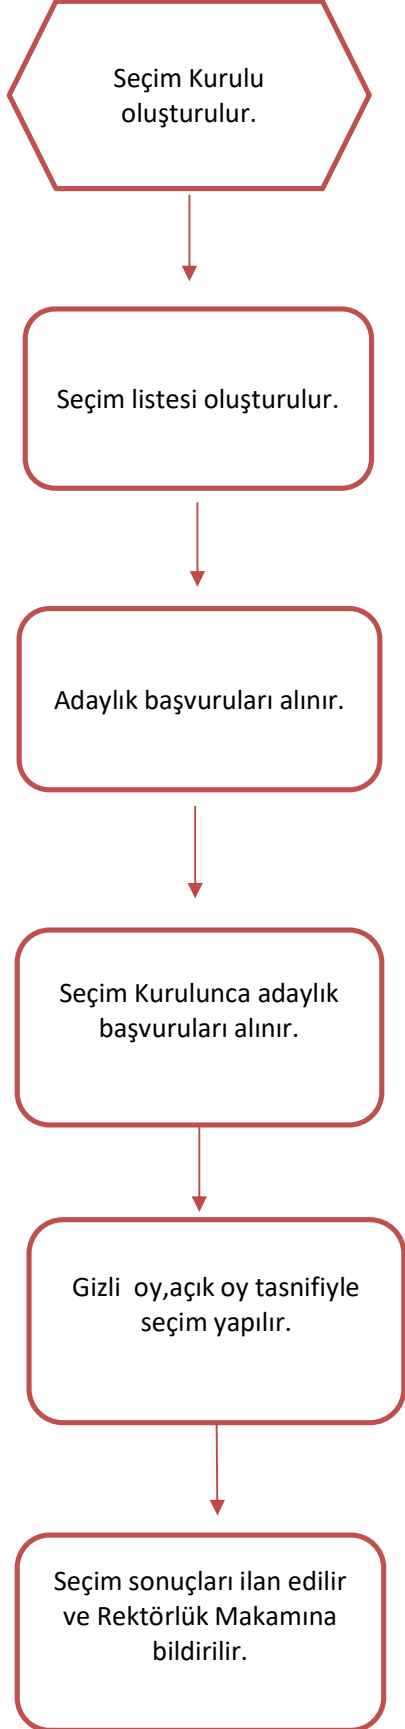 Seçim Kurulu
oluşturulur.
Seçim listesi oluşturulur.
Adaylık başvuruları alınır.
Seçim Kurulunca adaylık
başvuruları alınır.
Gizli  oy,açık oy tasnifiyle
seçim yapılır.
Seçim sonuçları ilan edilir
ve Rektörlük Makamına
bildirilir.